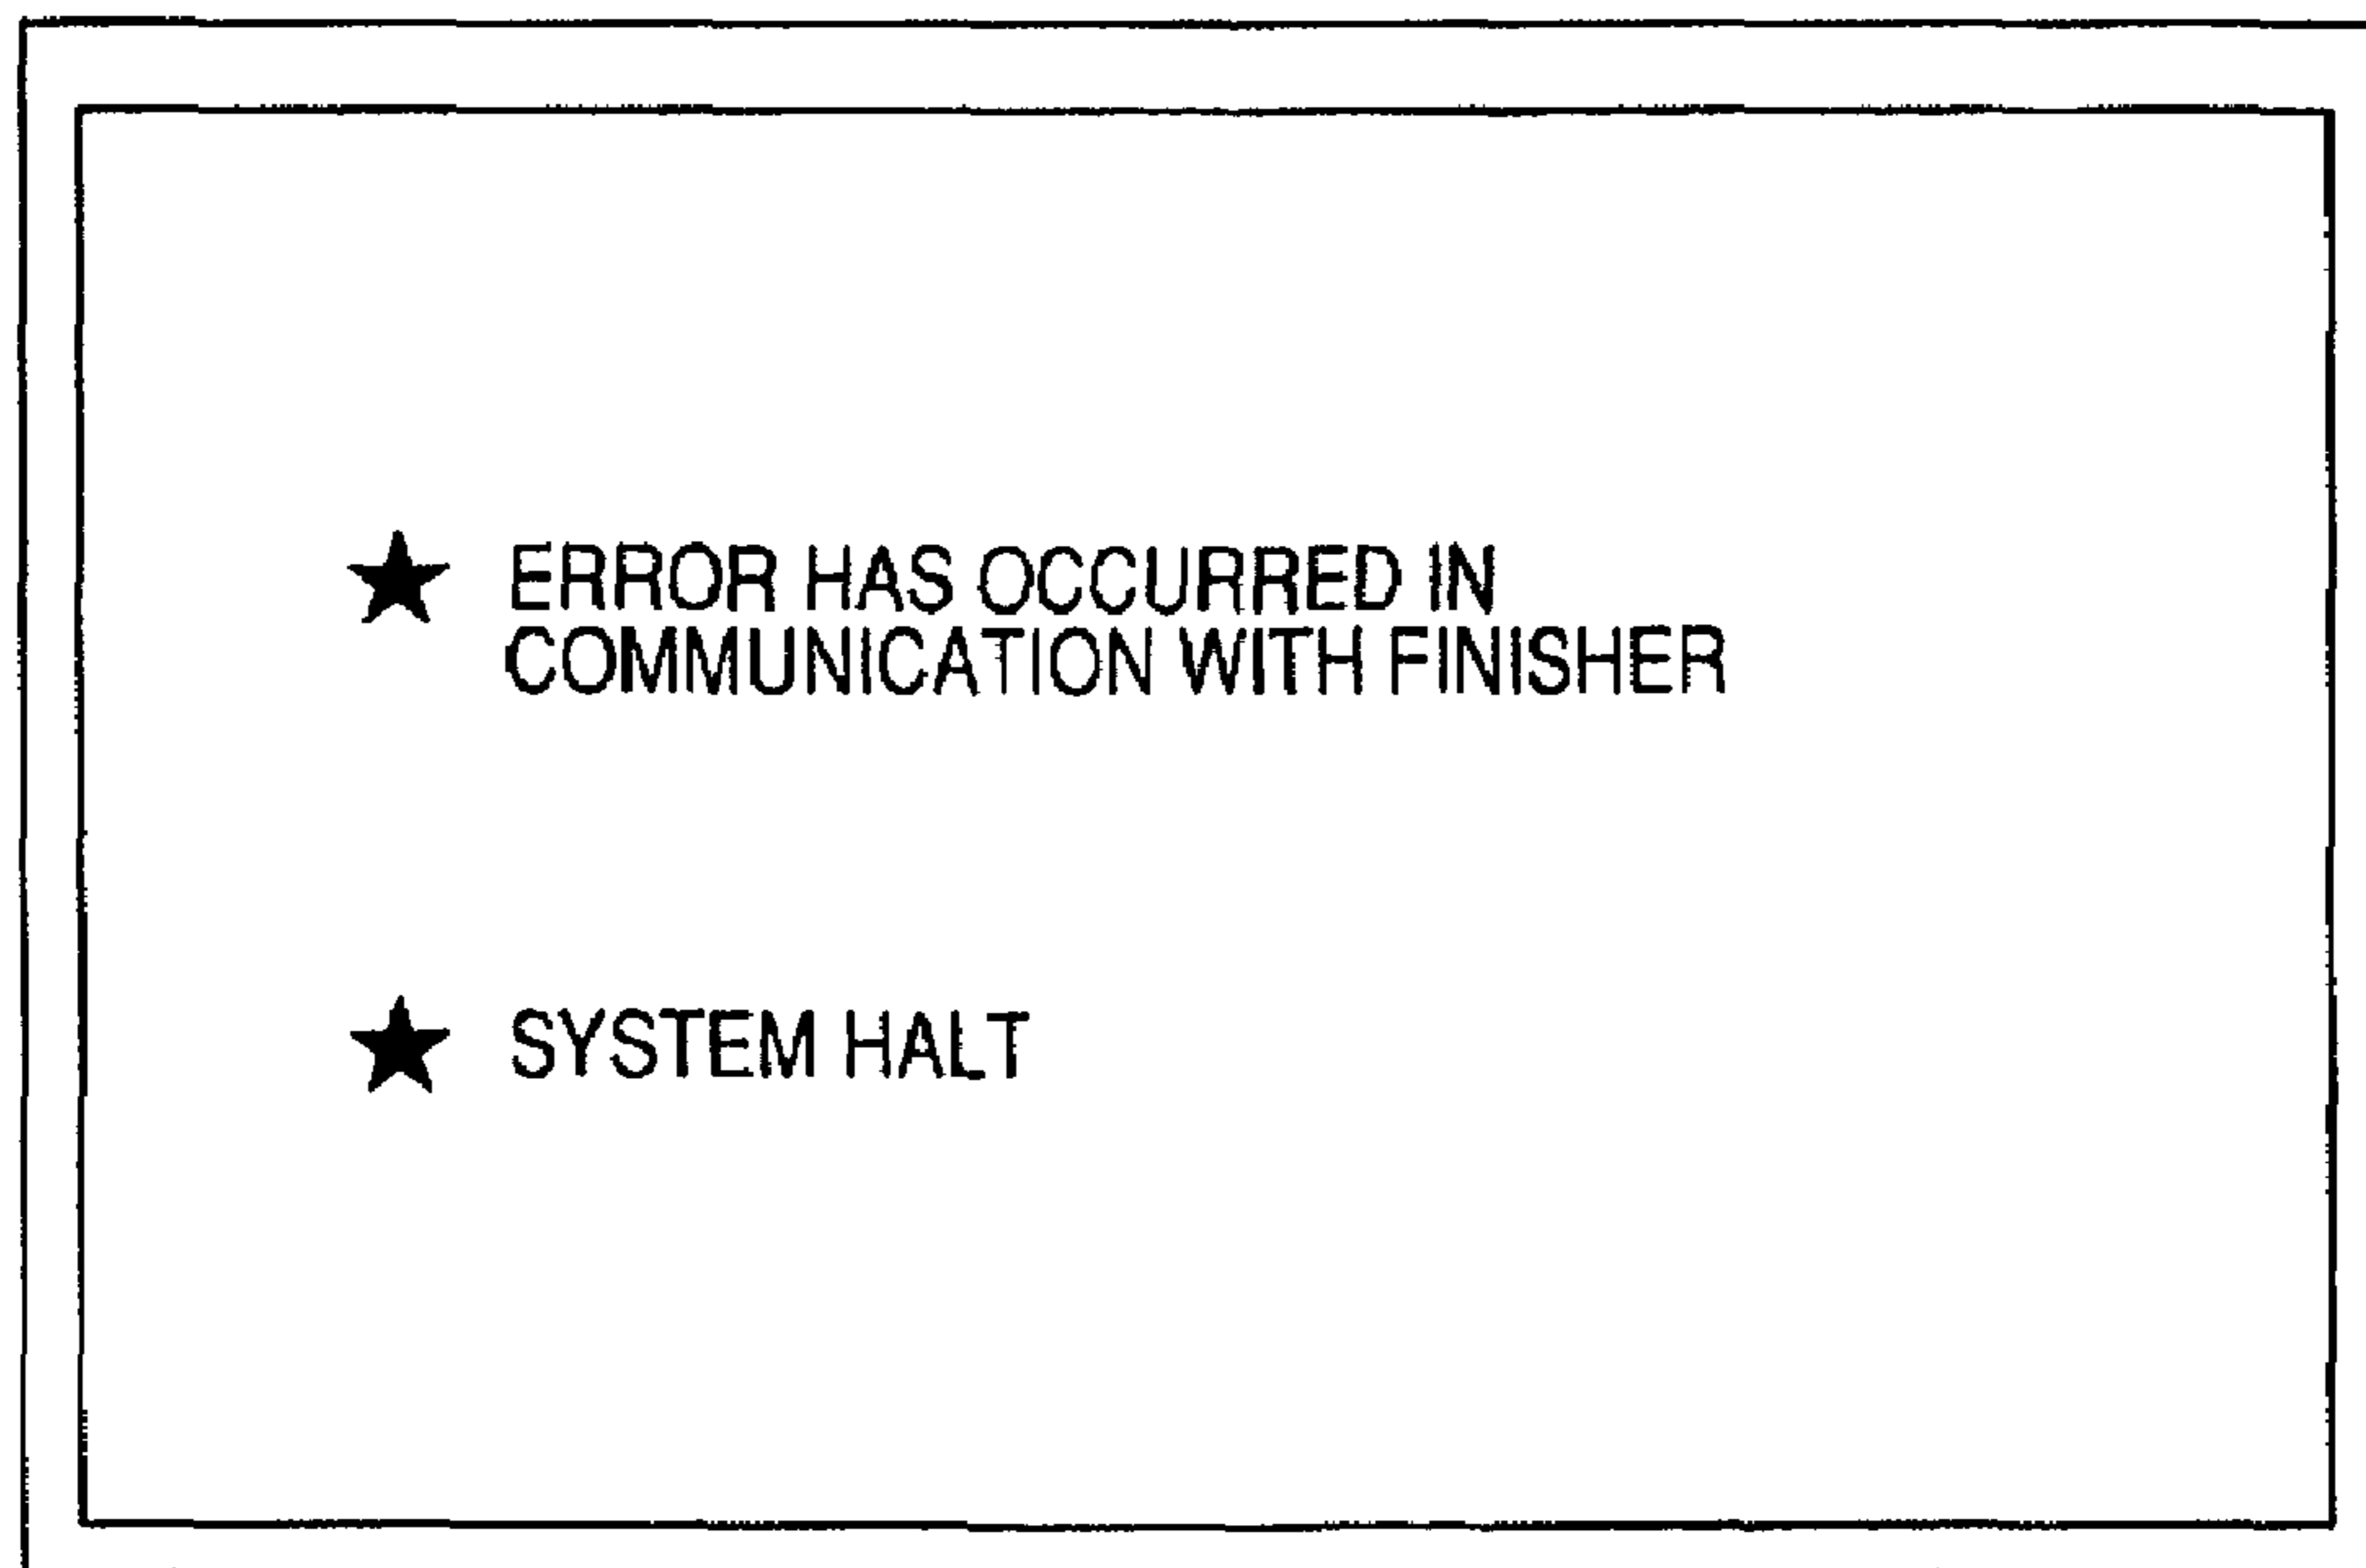 ★ ERROR HAS OCCURRED IN
COMMUNICATION WITH FINISHER
★ SYSTEM HALT